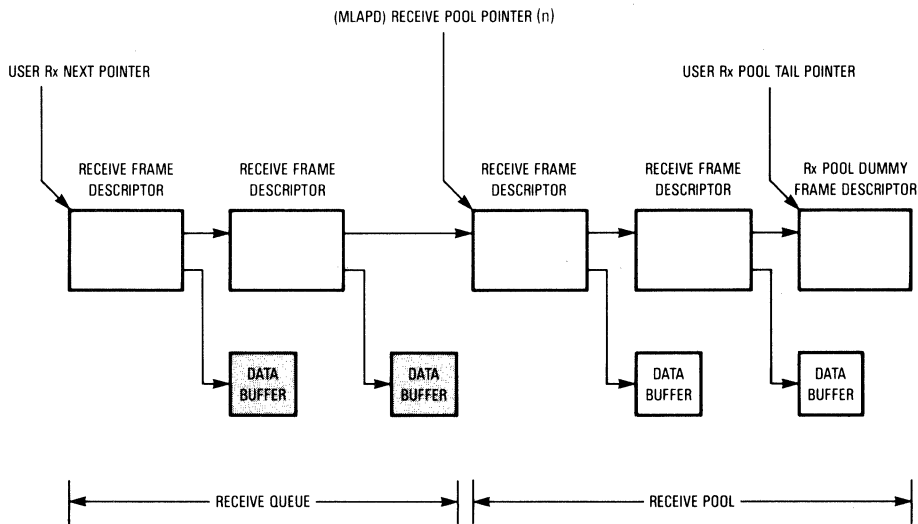 (MLAPD) RECEIVE POOL POINTER (n)
USER Rx NEXT POINTER
USER Rx POOL TAIL POINTER
RECEIVE FRAME
DESCRIPTOR
RECEIVE FRAME
DESCRIPTOR
RECEIVE FRAME
DESCRIPTOR
RECEIVE FRAME
DESCRIPTOR
Rx POOL DUMMY
FRAME DESCRIPTOR
DATA
BUFFER
DATA
BUFFER
DATA
BUFFER
DATA
BUFFER
RECEIVE QUEUE
RECEIVE POOL